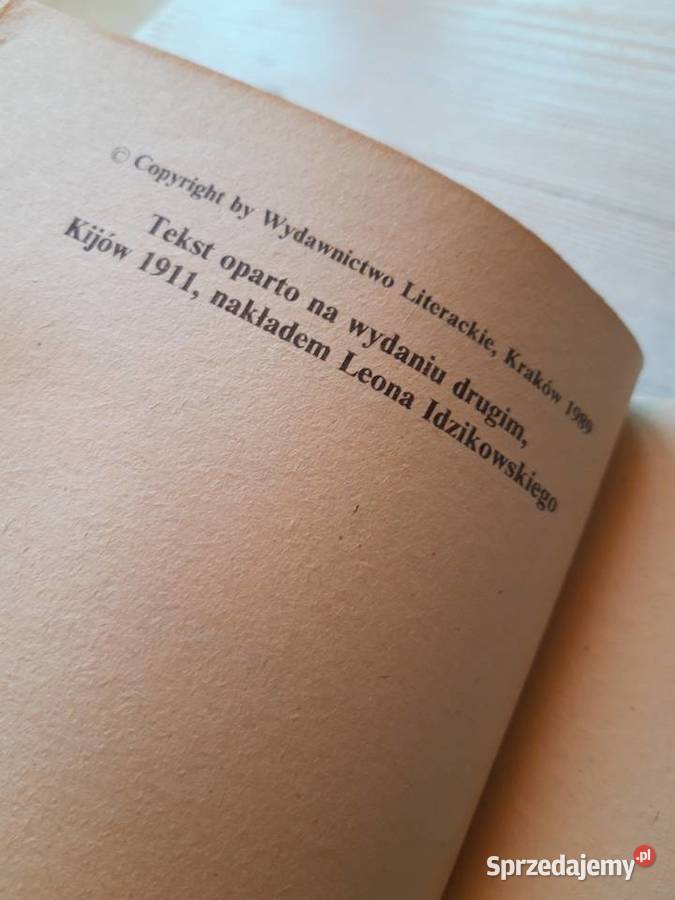 © Copyright by Wydawnictwo Literackie, Kraków 1989
Tekst oparto na wydaniu drugim,
Kijów 1911, nakładem Leona Idzikowskiego
Sprzedajemy.pl